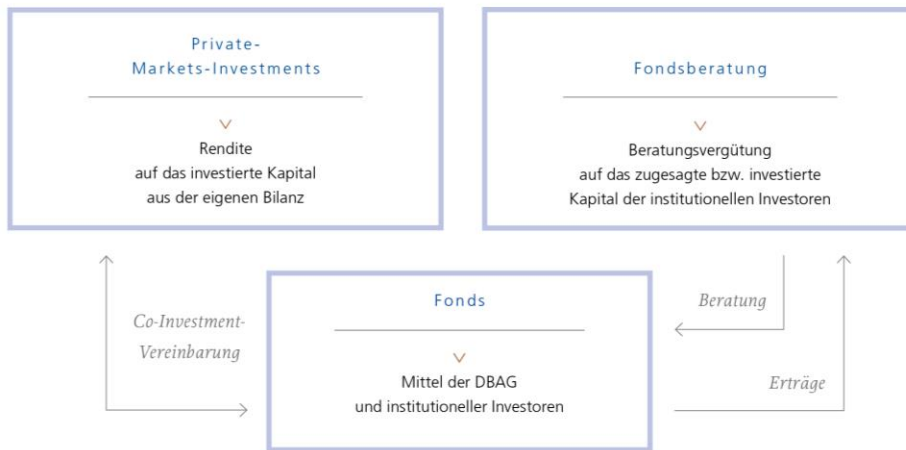 Private-
Markets-Investments
Rendite
auf das investierte Kapital
aus der eigenen Bilanz
Fondsberatung
Beratungsvergütung
auf das zugesagte bzw. investierte
Kapital der institutionellen Investoren
Co-Investment-
Vereinbarung
Fonds
Mittel der DBAG
und institutioneller Investoren
Beratung
Erträge